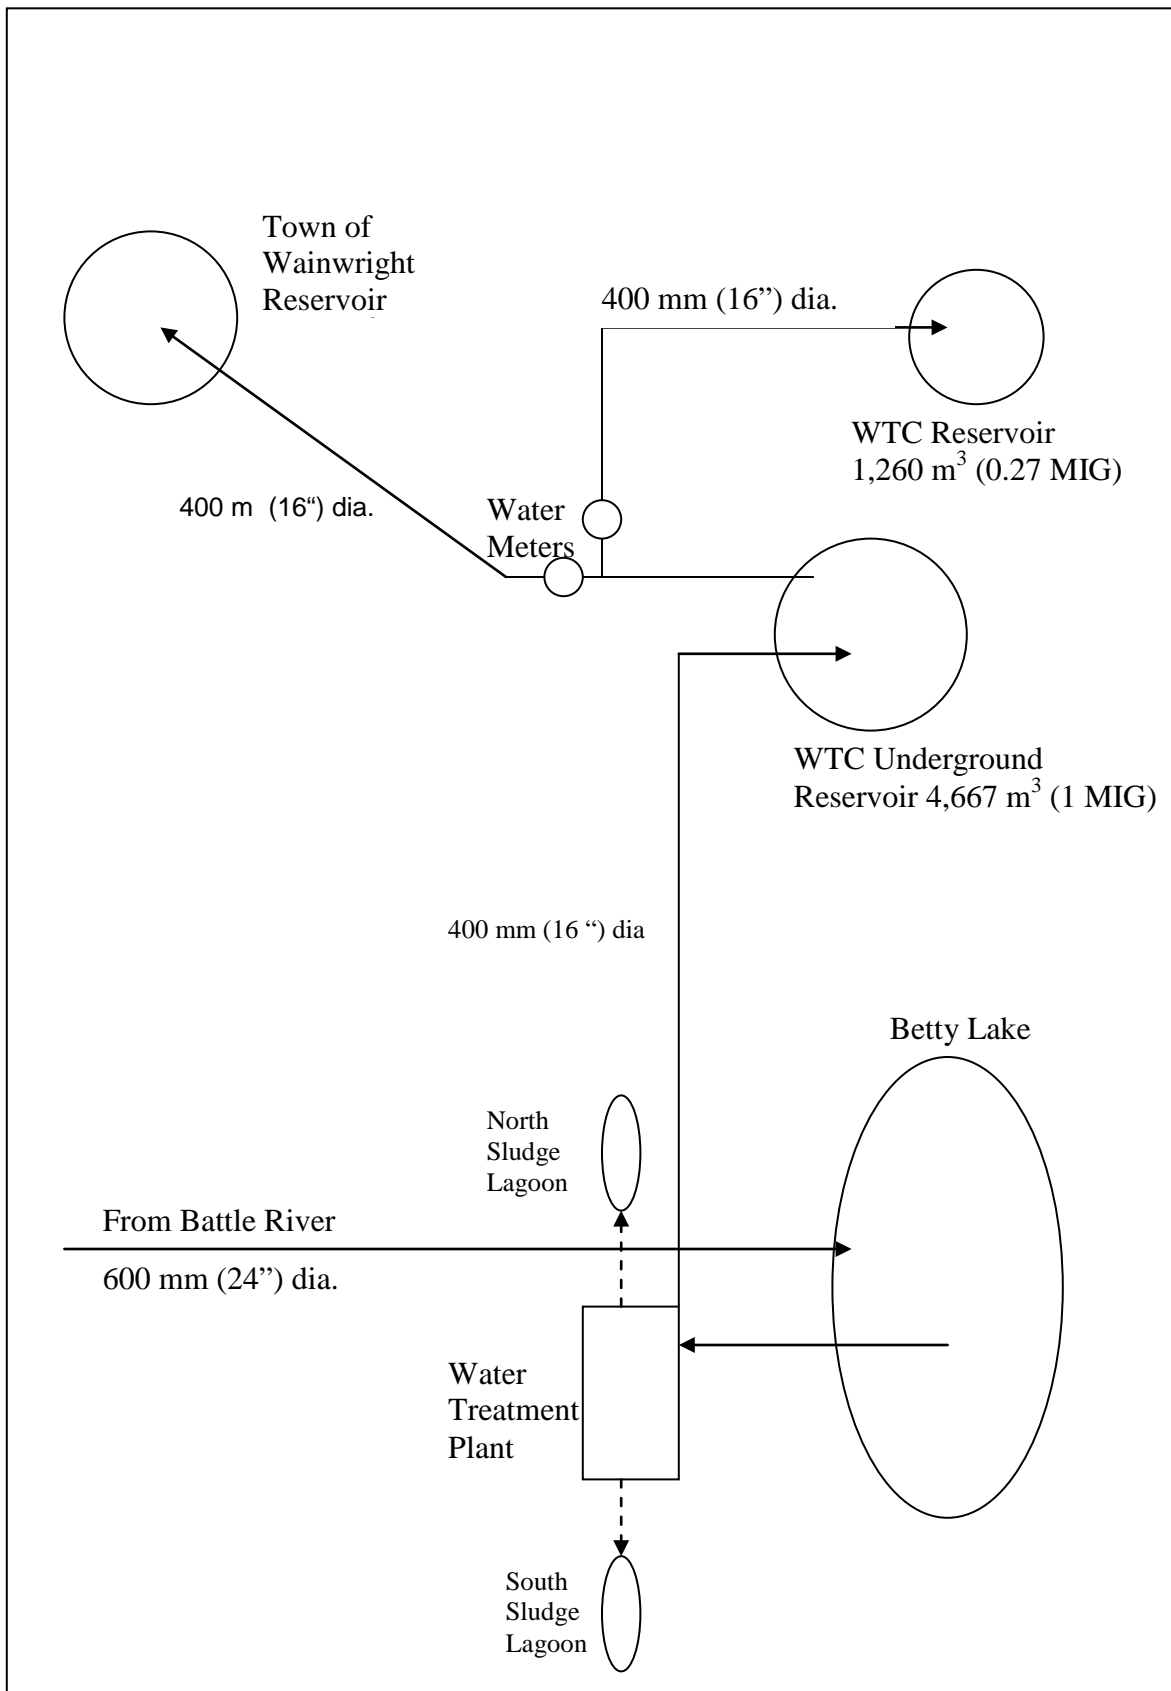 Town of
Wainwright
Reservoir
400 mm (16”) dia.
WTC Reservoir
1,260 m³ (0.27 MIG)
400 m  (16“) dia.
Water
Meters
WTC Underground
Reservoir 4,667 m³ (1 MIG)
400 mm (16 “) dia
Betty Lake
North
Sludge
Lagoon
From Battle River
600 mm (24”) dia.
Water
Treatment
Plant
South
Sludge
Lagoon